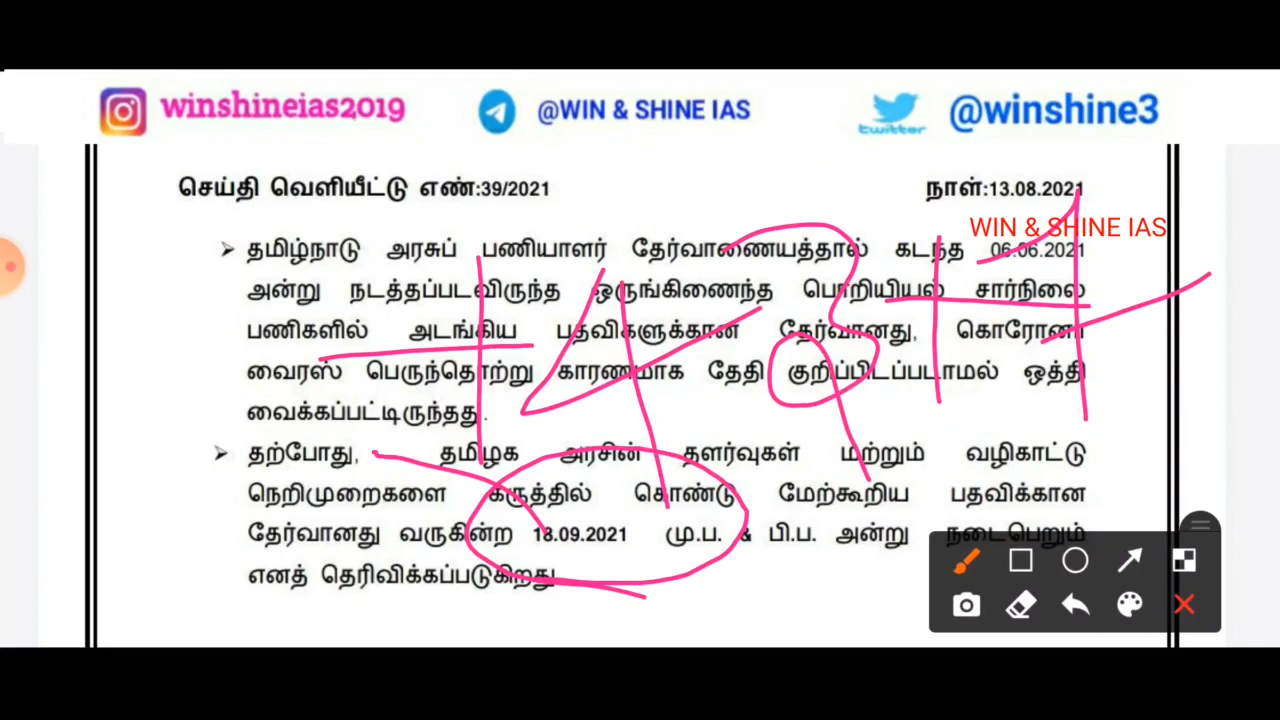 winshineias2019 @WIN & SHINE IAS twitter @winshine3
செய்தி வெளியீட்டு எண்:39/2021 நாள்:13.08.2021
WIN & SHINE IAS
➢ தமிழ்நாடு அரசுப் பணியாளர் தேர்வாணையத்தால் கடந்த 06.06.2021
அன்று நடத்தப்படவிருந்த ஒருங்கிணைந்த பொறியியல் சார்நிலை
பணிகளில் அடங்கிய பதவிகளுக்கான தேர்வானது, கொரோனா
வைரஸ் பெருந்தொற்று காரணமாக தேதி குறிப்பிடப்படாமல் ஒத்தி
வைக்கப்பட்டிருந்தது.
➢ தற்போது, தமிழக அரசின் தளர்வுகள் மற்றும் வழிகாட்டு
நெறிமுறைகளை கருத்தில் கொண்டு மேற்கூறிய பதவிக்கான
தேர்வானது வருகின்ற 18.09.2021 மு.ப. & பி.ப. அன்று நடைபெறும்
எனத் தெரிவிக்கப்படுகிறது.